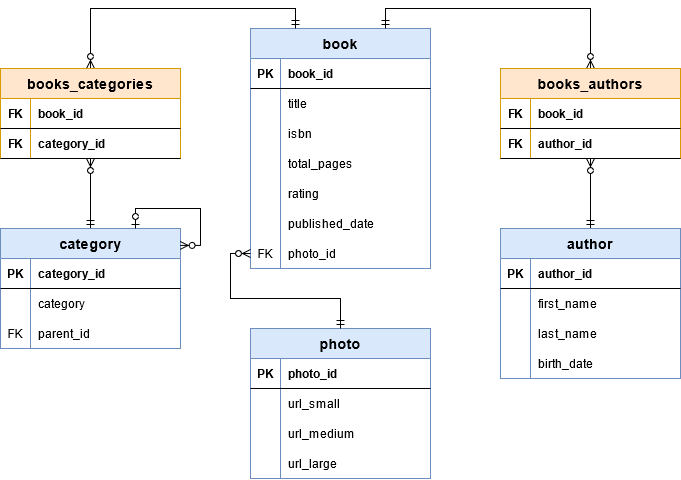 book
PK book_id
title
isbn
total_pages
rating
published_date
FK photo_id
books_categories
FK book_id
FK category_id
books_authors
FK book_id
FK author_id
category
PK category_id
category
FK parent_id
author
PK author_id
first_name
last_name
birth_date
photo
PK photo_id
url_small
url_medium
url_large